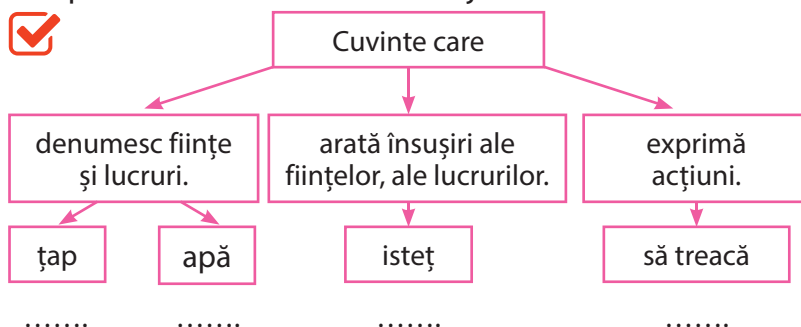 Cuvinte care
denumesc ființe
și lucruri.
arată însușiri ale
ființelor, ale lucrurilor.
exprimă
acțiuni.
țap
apă
isteț
să treacă
....... ....... ....... .......